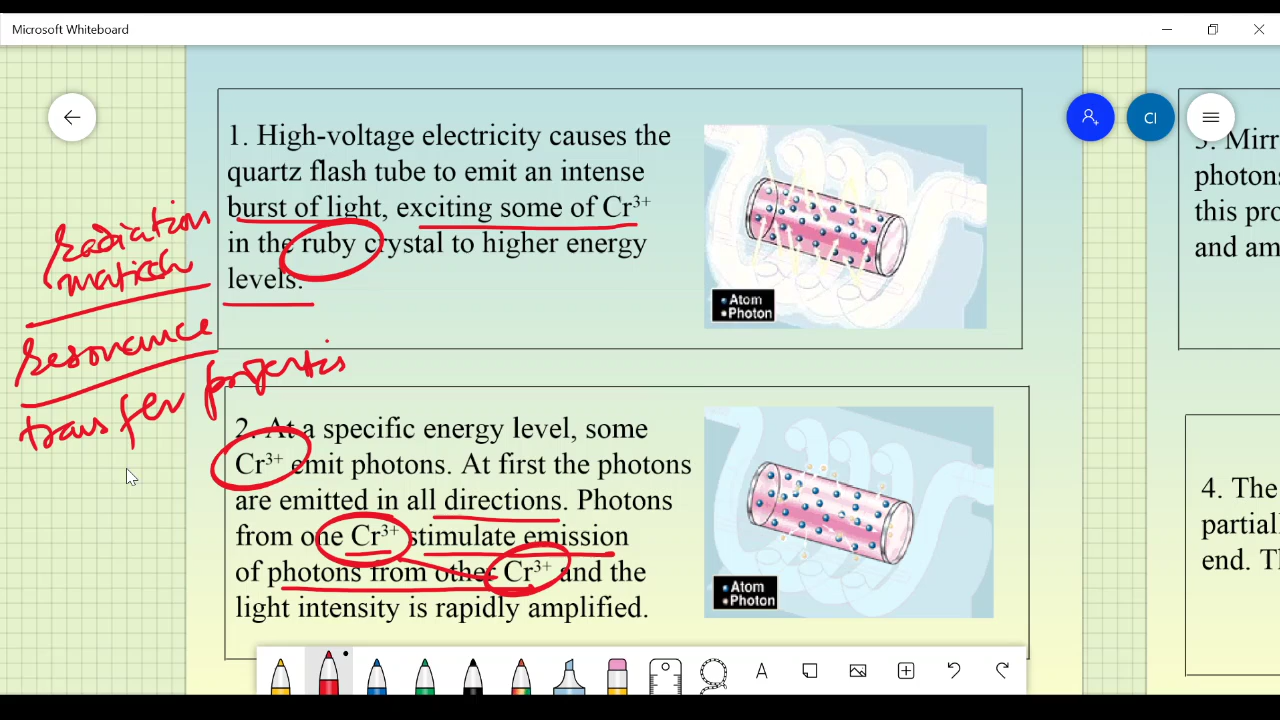 Microsoft Whiteboard
CI
1. High-voltage electricity causes the
quartz flash tube to emit an intense
burst of light, exciting some of Cr³⁺
in the ruby crystal to higher energy
levels.
Atom
Photon
radiation
resonance
transfer properties
2. At a specific energy level, some
Cr³⁺ emit photons. At first the photons
are emitted in all directions. Photons
from one Cr³⁺ stimulate emission
of photons from other Cr³⁺ and the
light intensity is rapidly amplified.
Atom
Photon
3. Mirr
photons
this pro
and am
4. The
partiall
end. Th
A